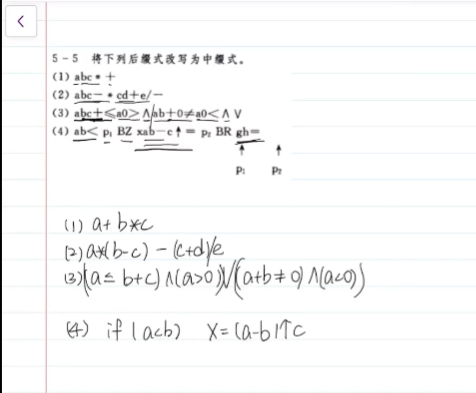 5-5 将下列后缀式改写为中缀式。
(1) abc*+
(2) abc-*cd+e/-
(3) abc+≤a0>∧ab+0≠a0<∧∨
(4) ab< p₁ BZ xab-c↑= p₂ BR gh=
↑ ↑
p₁ p₂
(1) a+b*c
(2) a*(b-c)-(c+d)/e
(3) (a≤b+c)∧(a>0))∨((a+b≠0)∧(a<0))
(4) if (a<b) X=(a-b)↑c